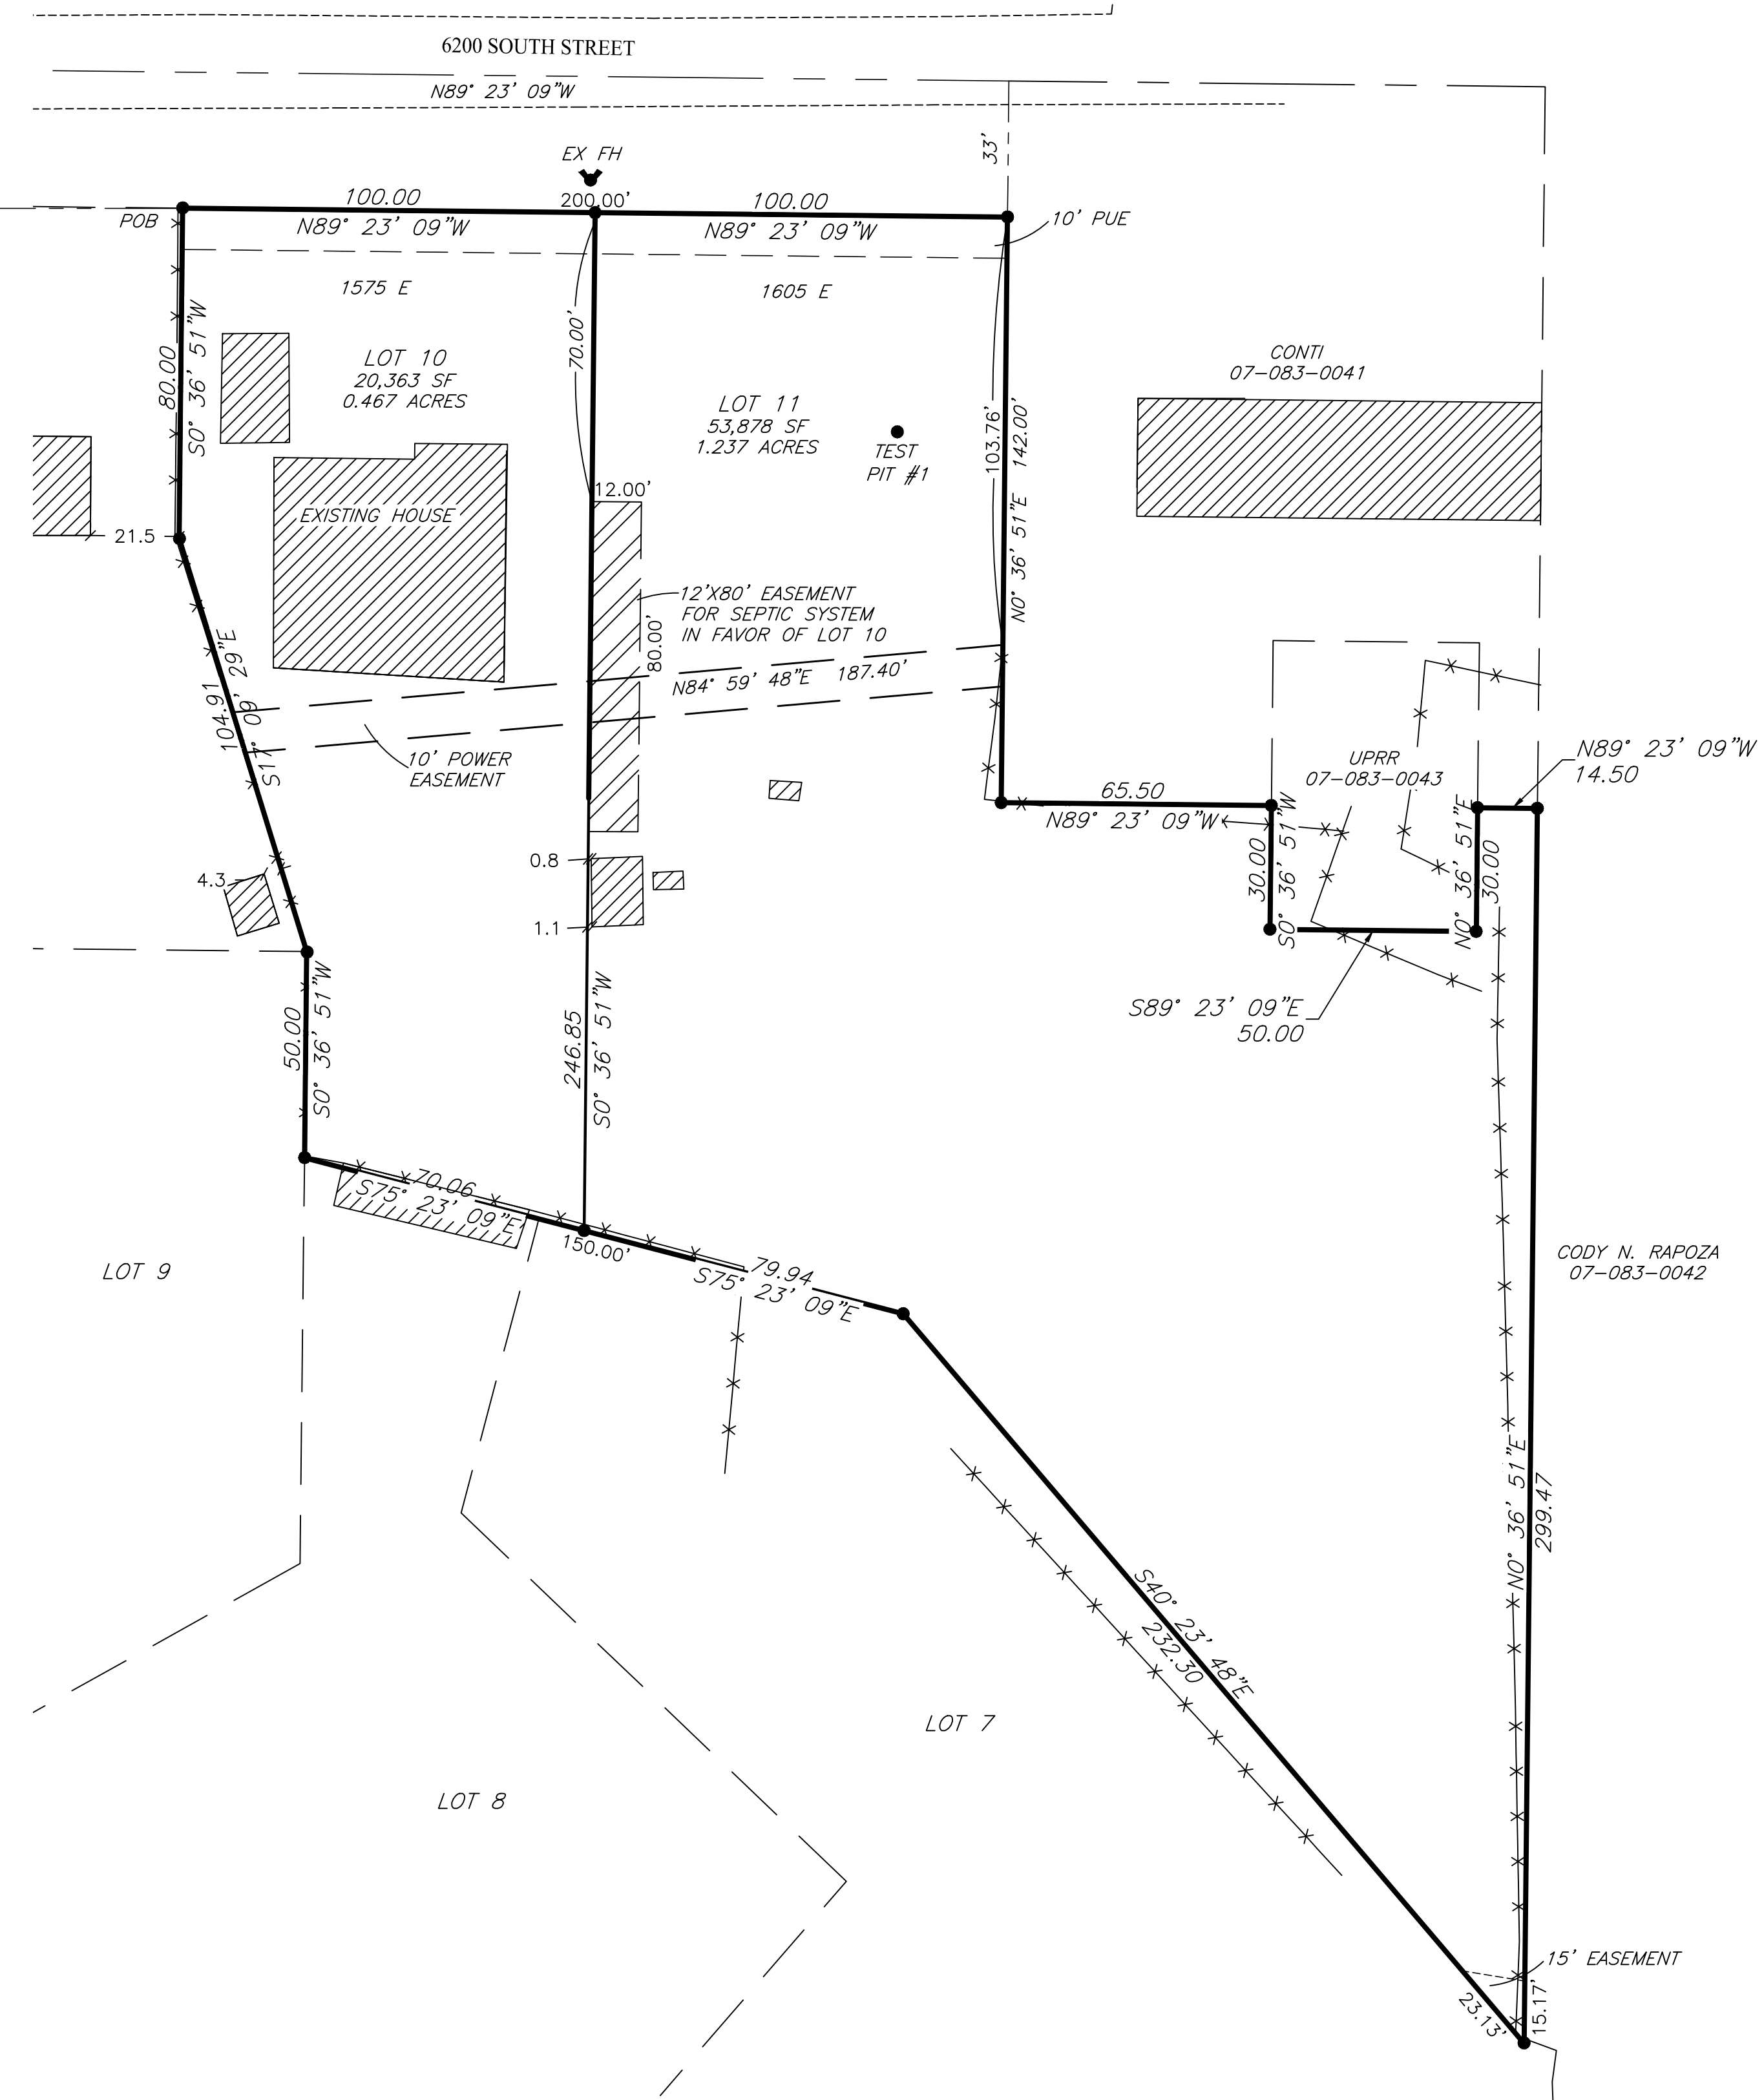 6200 SOUTH STREET
N89° 23' 09"W
33'
EX FH
100.00
200.00'
100.00
POB
N89° 23' 09"W
N89° 23' 09"W
10' PUE
1575 E
1605 E
80.00
S0° 36' 51"W
70.00'
LOT 10
20,363 SF
0.467 ACRES
LOT 11
53,878 SF
1.237 ACRES
TEST
PIT #1
103.76'
142.00'
N0° 36' 51"E
CONTI
07-083-0041
12.00'
EXISTING HOUSE
21.5
12'X80' EASEMENT
FOR SEPTIC SYSTEM
IN FAVOR OF LOT 10
80.00'
N84° 59' 48"E 187.40'
104.91
S17° 09' 29"E
10' POWER
EASEMENT
UPRR
07-083-0043
N89° 23' 09"W
14.50
65.50
N89° 23' 09"W
30.00
S0° 36' 51"W
N0° 36' 51"E
30.00
0.8
4.3
1.1
S89° 23' 09"E
50.00
50.00
S0° 36' 51"W
246.85
S0° 36' 51"W
70.06
S75° 23' 09"E
150.00'
79.94
S75° 23' 09"E
LOT 9
CODY N. RAPOZA
07-083-0042
N0° 36' 51"E
299.47
S40° 23' 48"E
232.30
LOT 7
LOT 8
15' EASEMENT
23.13'
15.17'